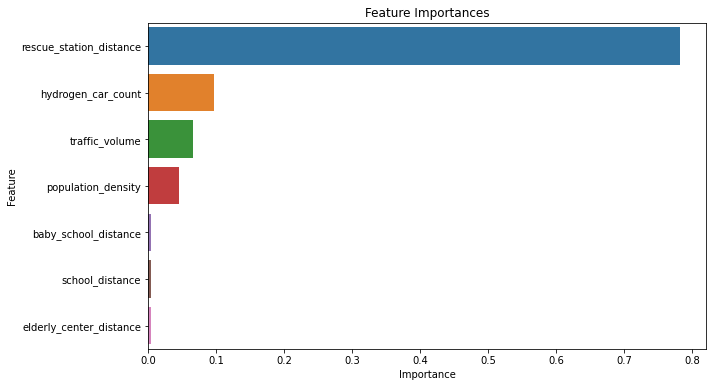 Feature Importances
rescue_station_distance
hydrogen_car_count
traffic_volume
population_density
baby_school_distance
school_distance
elderly_center_distance
Feature
0.0 0.1 0.2 0.3 0.4 0.5 0.6 0.7 0.8
Importance